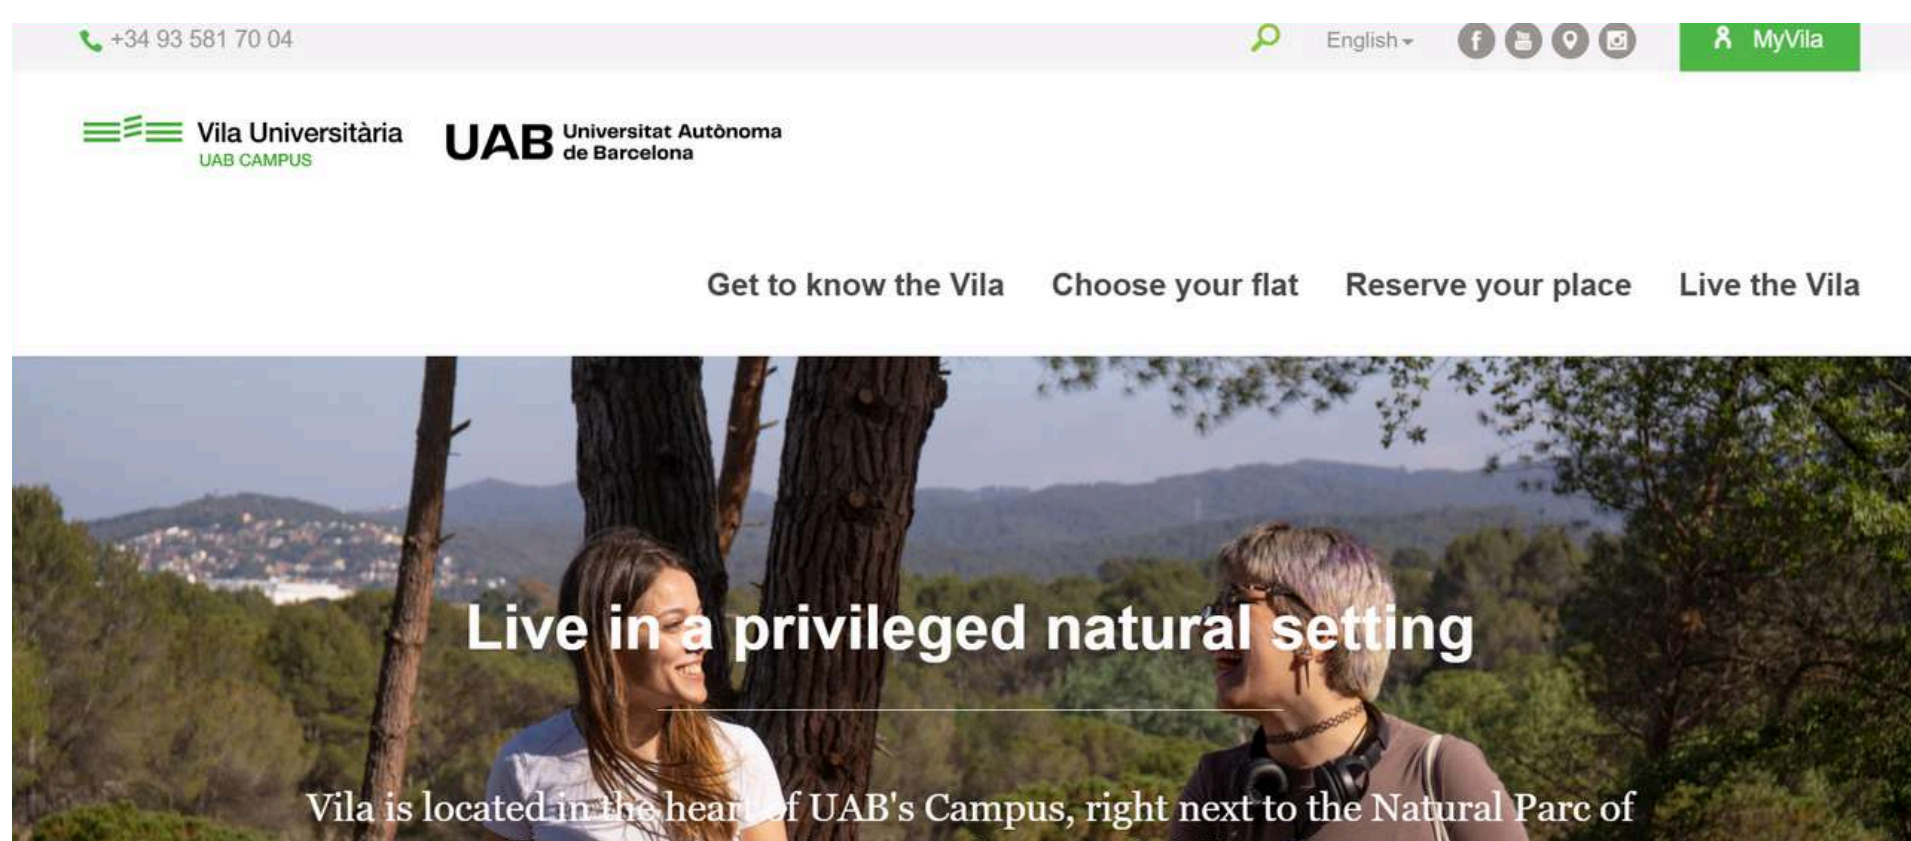 +34 93 581 70 04
English
MyVila
Vila Universitària
UAB CAMPUS
UAB Universitat Autònoma
de Barcelona
Get to know the Vila
Choose your flat
Reserve your place
Live the Vila
Live in a privileged natural setting
Vila is located in the heart of UAB's Campus, right next to the Natural Parc of